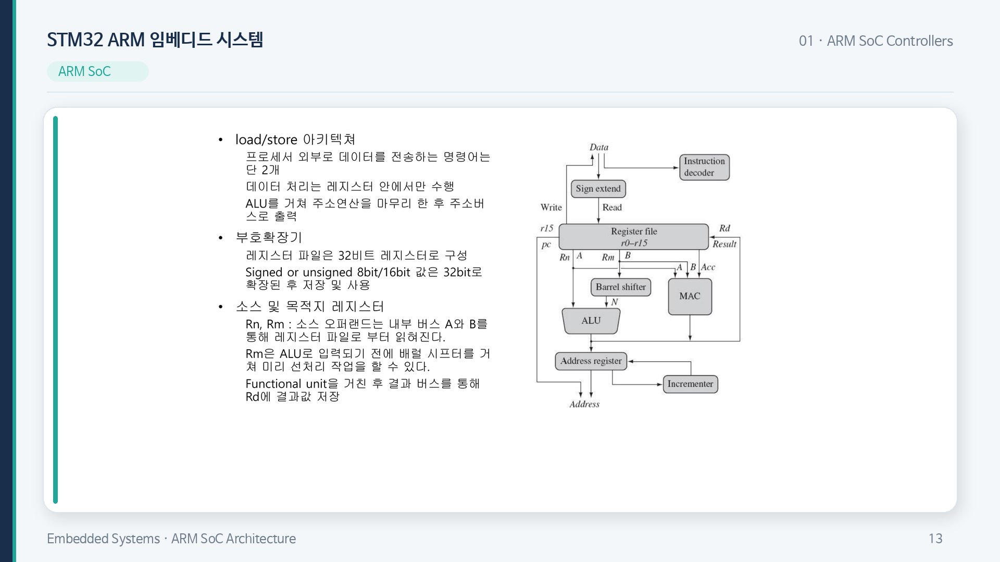 STM32 ARM 임베디드 시스템
01 · ARM SoC Controllers
ARM SoC
• load/store 아키텍쳐
프로세서 외부로 데이터를 전송하는 명령어는
단 2개
데이터 처리는 레지스터 안에서만 수행
ALU를 거쳐 주소연산을 마무리 한 후 주소버
스로 출력
• 부호확장기
레지스터 파일은 32비트 레지스터로 구성
Signed or unsigned 8bit/16bit 값은 32bit로
확장된 후 저장 및 사용
• 소스 및 목적지 레지스터
Rn, Rm : 소스 오퍼랜드는 내부 버스 A와 B를
통해 레지스터 파일로 부터 읽혀진다.
Rm은 ALU로 입력되기 전에 배럴 시프터를 거
쳐 미리 선처리 작업을 할 수 있다.
Functional unit을 거친 후 결과 버스를 통해
Rd에 결과값 저장
Data
Instruction
decoder
Sign extend
Write
Read
r15
Register file
Rd
pc
r0–r15
Result
Rn A
Rm B
A B Acc
Barrel shifter
MAC
N
ALU
Address register
Incrementer
Address
Embedded Systems · ARM SoC Architecture
13